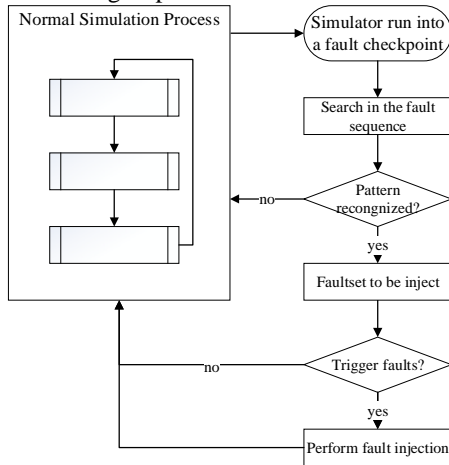 Normal Simulation Process
Simulator run into
a fault checkpoint
Search in the fault
sequence
Pattern
recongnized?
no
yes
Faultset to be inject
Trigger faults?
no
yes
Perform fault injection